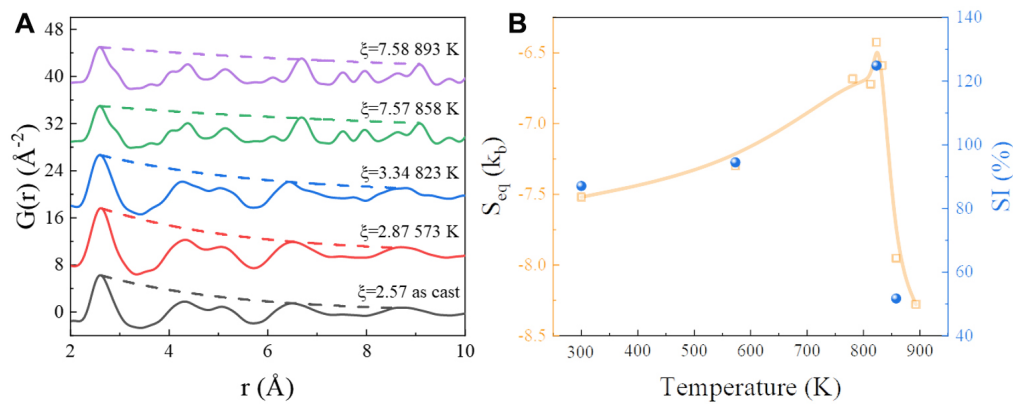 A
B
G(r) (Å⁻²)
48
40
32
24
16
8
0
ξ=7.58 893 K
ξ=7.57 858 K
ξ=3.34 823 K
ξ=2.87 573 K
ξ=2.57 as cast
2
4
6
8
10
r (Å)
S_eq (k_b)
-6.5
-7.0
-7.5
-8.0
-8.5
300
400
500
600
700
800
900
Temperature (K)
140
120
100
80
60
40
SI (%)